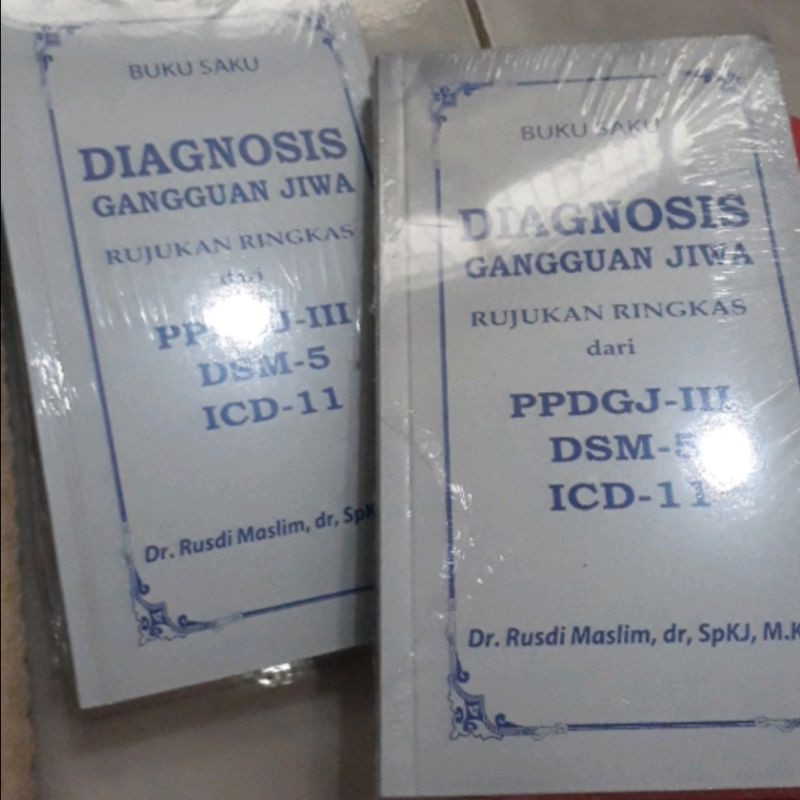 BUKU SAKU
DIAGNOSIS
GANGGUAN JIWA
RUJUKAN RINGKAS
dari
DSM-5
ICD-11
Dr. Rusdi Maslim, dr,
BUKU SAKU
DIAGNOSIS
GANGGUAN JIWA
RUJUKAN RINGKAS
dari
PPDGJ-III
DSM-5
ICD-11
Dr. Rusdi Maslim, dr, SpKJ, M.K